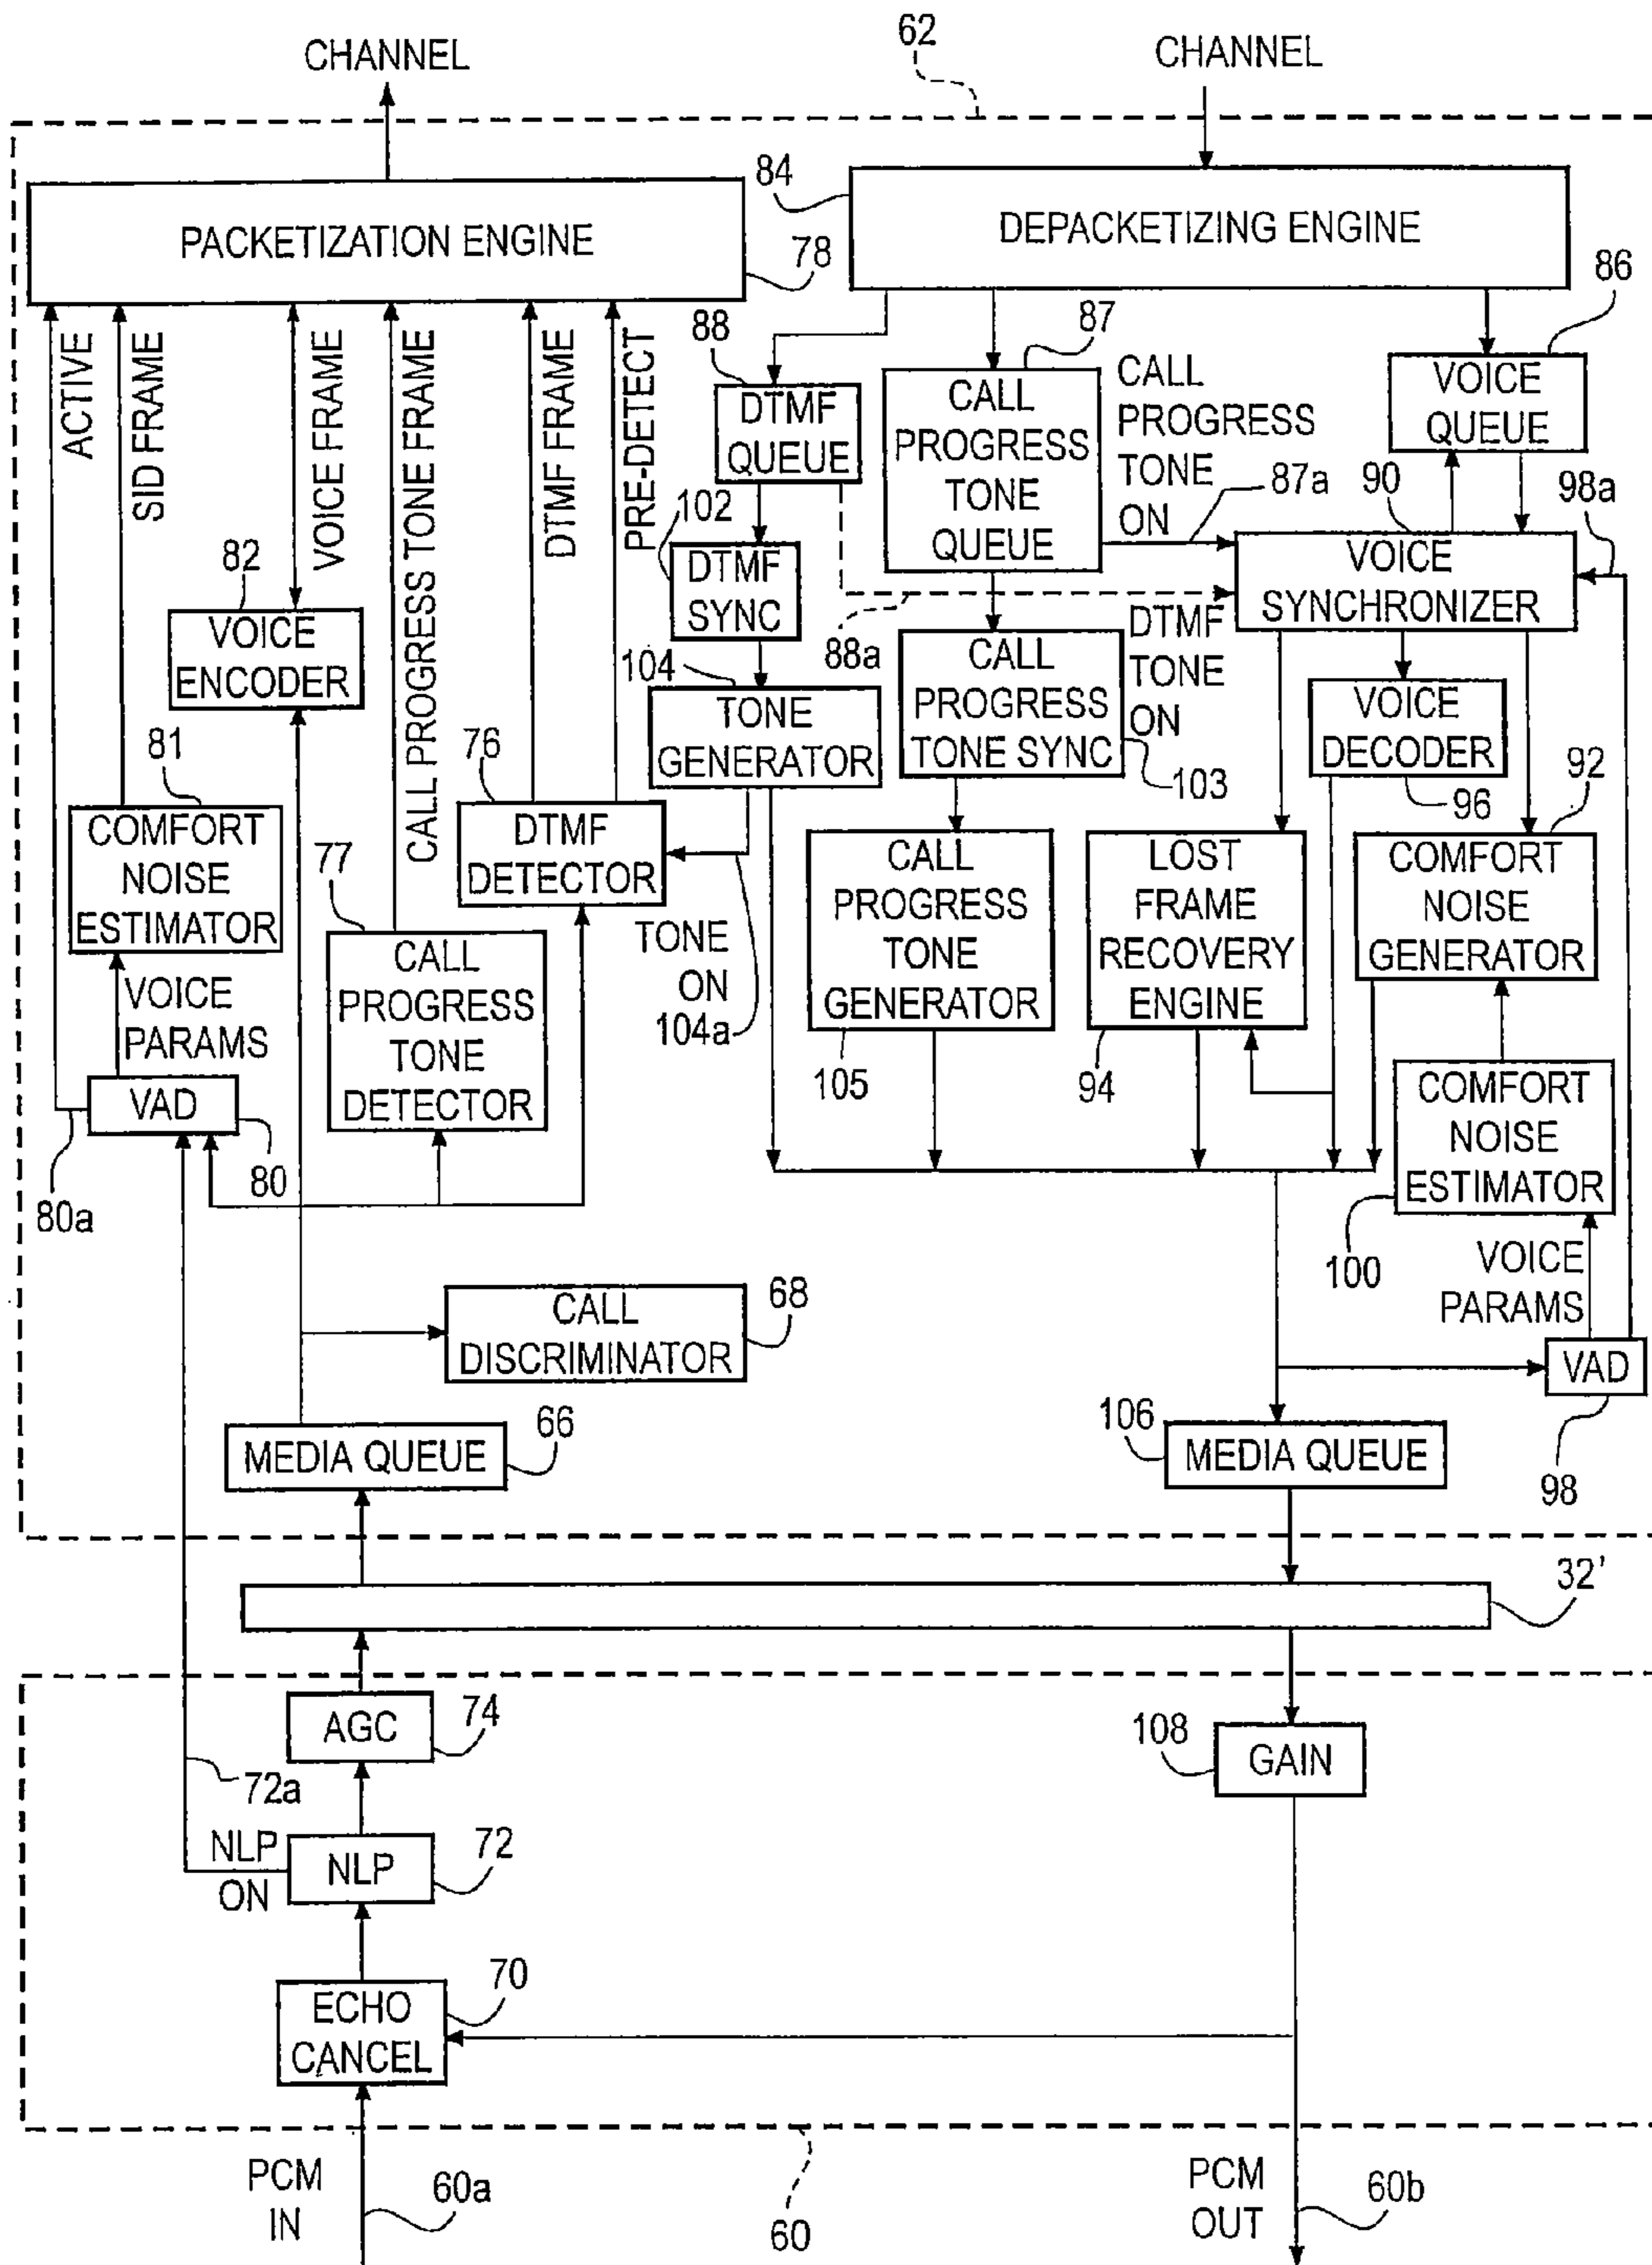 62
CHANNEL
CHANNEL
84
PACKETIZATION ENGINE
78
DEPACKETIZING ENGINE
86
ACTIVE
SID FRAME
VOICE FRAME
CALL PROGRESS TONE FRAME
DTMF FRAME
PRE-DETECT
88
DTMF
QUEUE
87
CALL
PROGRESS
TONE
QUEUE
CALL
PROGRESS
TONE
ON
87a
VOICE
QUEUE
90
98a
102
DTMF
SYNC
VOICE
SYNCHRONIZER
82
VOICE
ENCODER
88a
DTMF
TONE
ON
104
TONE
GENERATOR
CALL
PROGRESS
TONE SYNC
103
VOICE
DECODER
96
92
81
COMFORT
NOISE
ESTIMATOR
76
DTMF
DETECTOR
77
CALL
PROGRESS
TONE
DETECTOR
TONE
ON
104a
CALL
PROGRESS
TONE
GENERATOR
105
LOST
FRAME
RECOVERY
ENGINE
94
COMFORT
NOISE
GENERATOR
VOICE
PARAMS
VAD
80
80a
COMFORT
NOISE
ESTIMATOR
100
VOICE
PARAMS
CALL
DISCRIMINATOR
68
VAD
98
MEDIA QUEUE
66
106
MEDIA QUEUE
32'
AGC
74
108
GAIN
72a
NLP
ON
NLP
72
ECHO
CANCEL
70
PCM
IN
60a
60
PCM
OUT
60b